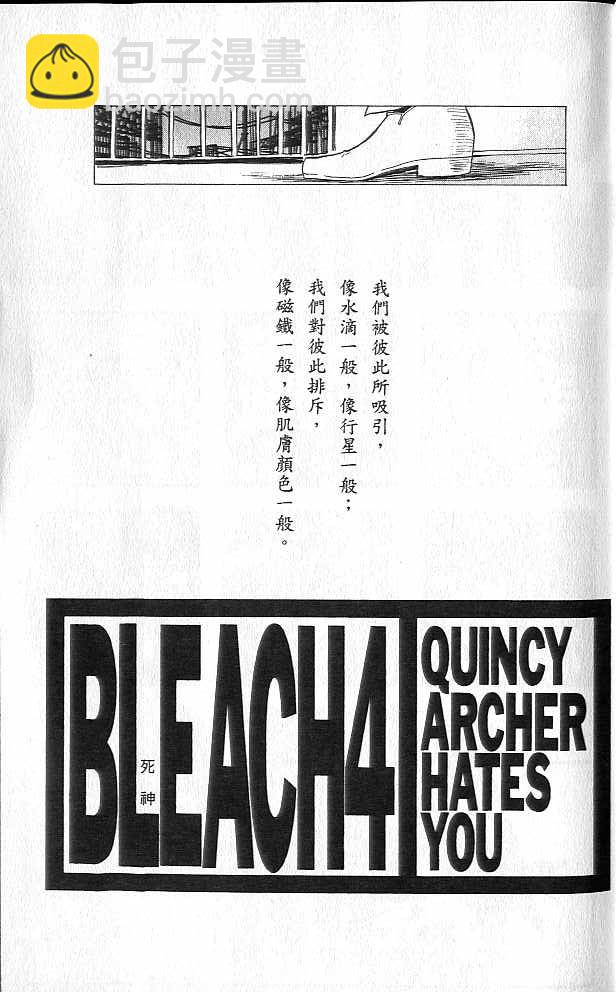 包子漫畫
baozimh.com
我們被彼此所吸引，
像水滴一般，像行星一般；
我們對彼此排斥，
像磁鐵一般，像肌膚顏色一般。
BLEACH4
死神
QUINCY
ARCHER
HATES
YOU